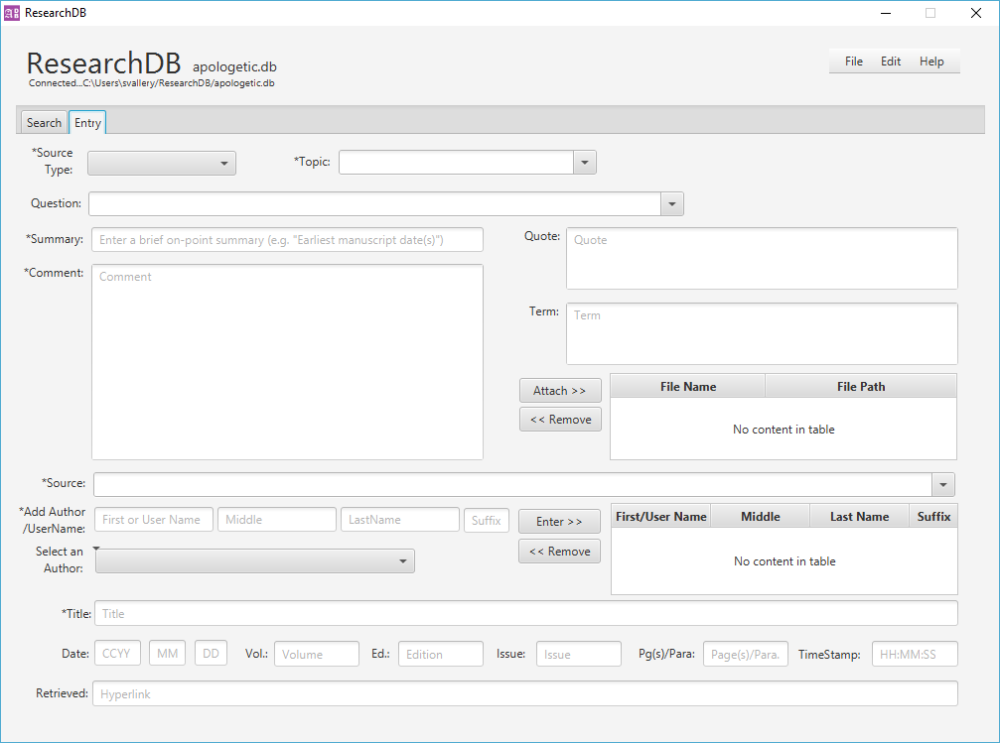 ResearchDB
ResearchDB apologetic.db
Connected...C:\Users\svallery/ResearchDB/apologetic.db
File Edit Help
Search Entry
*Source
Type:
*Topic:
Question:
*Summary: Enter a brief on-point summary (e.g. "Earliest manuscript date(s)")
Quote: Quote
*Comment: Comment
Term: Term
Attach >>
<< Remove
File Name File Path
No content in table
*Source:
*Add Author
/UserName:
First or User Name Middle LastName Suffix
Enter >>
<< Remove
First/User Name Middle Last Name Suffix
No content in table
Select an
Author:
*Title: Title
Date: CCYY MM DD Vol.: Volume Ed.: Edition Issue: Issue Pg(s)/Para: Page(s)/Para. TimeStamp: HH:MM:SS
Retrieved: Hyperlink